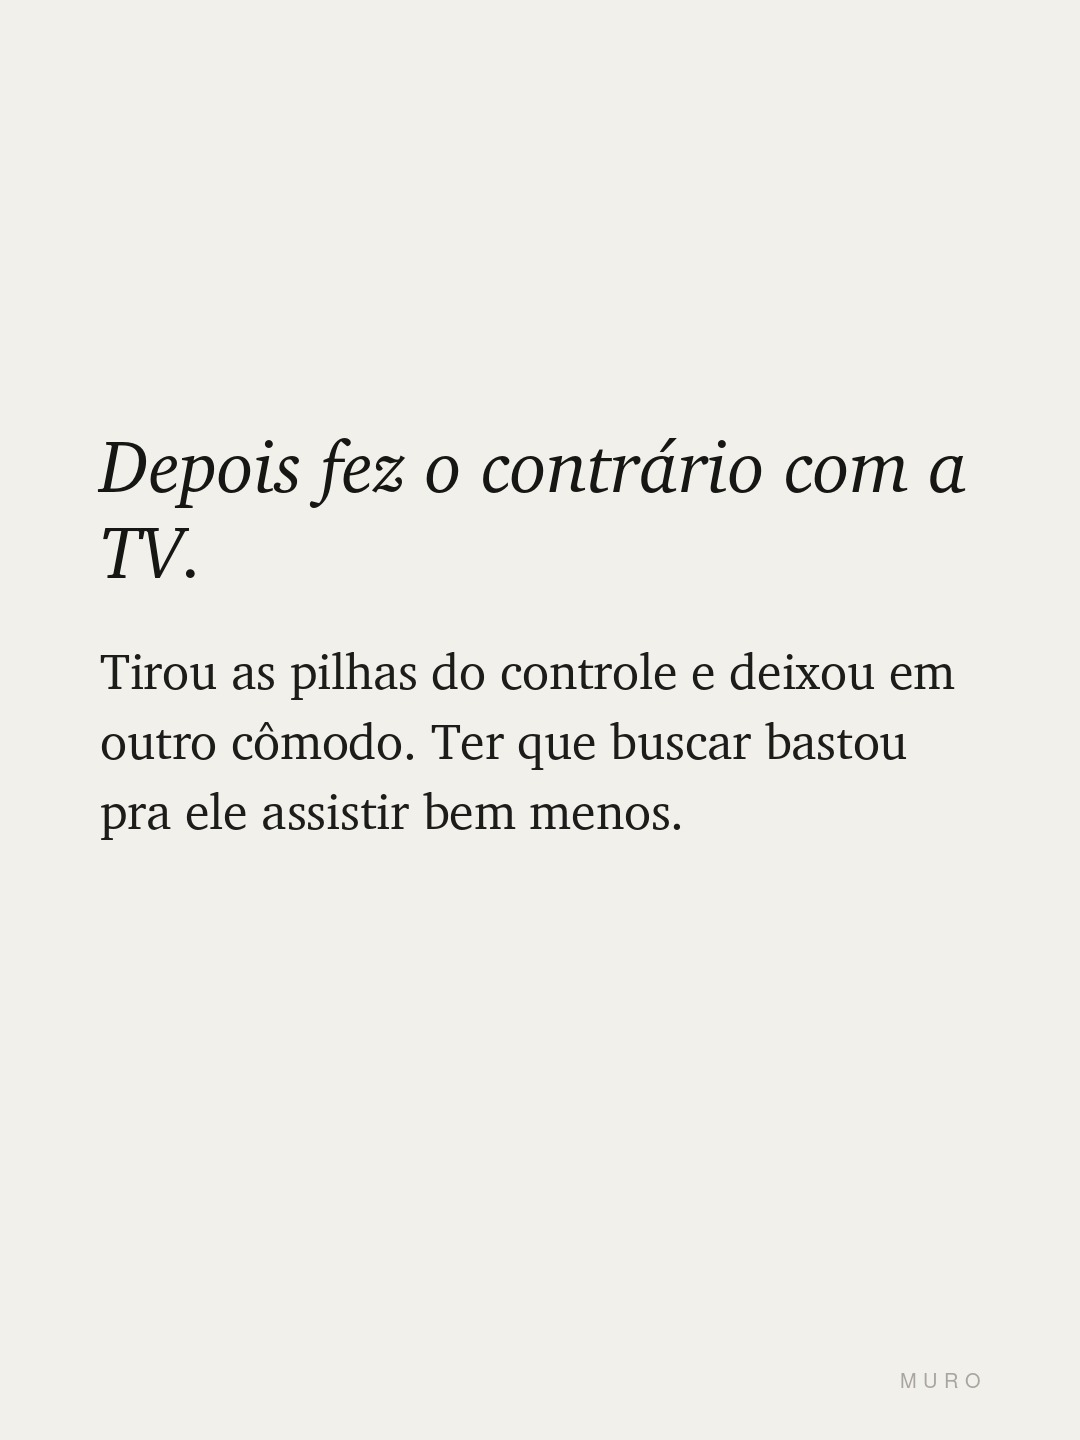 Depois fez o contrário com a
TV.
Tirou as pilhas do controle e deixou em
outro cômodo. Ter que buscar bastou
pra ele assistir bem menos.
MURO